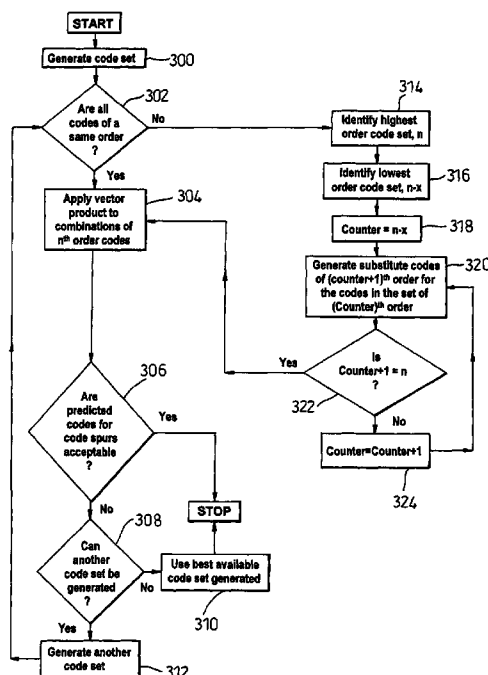 START
Generate code set
300
302
Are all
codes of a
same order
?
No
Yes
304
Apply vector
product to
combinations of
nth order codes
306
Are
predicted
codes for
code spurs
acceptable
?
Yes
No
308
Can
another
code set be
generated
?
No
Yes
STOP
Use best available
code set generated
310
Generate another
code set
312
314
Identify highest
order code set, n
Identify lowest
order code set, n-x
316
Counter = n-x
318
320
Generate substitute codes
of (counter+1)th order for
the codes in the set of
(Counter)th order
Is
Counter+1 = n
?
Yes
322
No
Counter=Counter+1
324